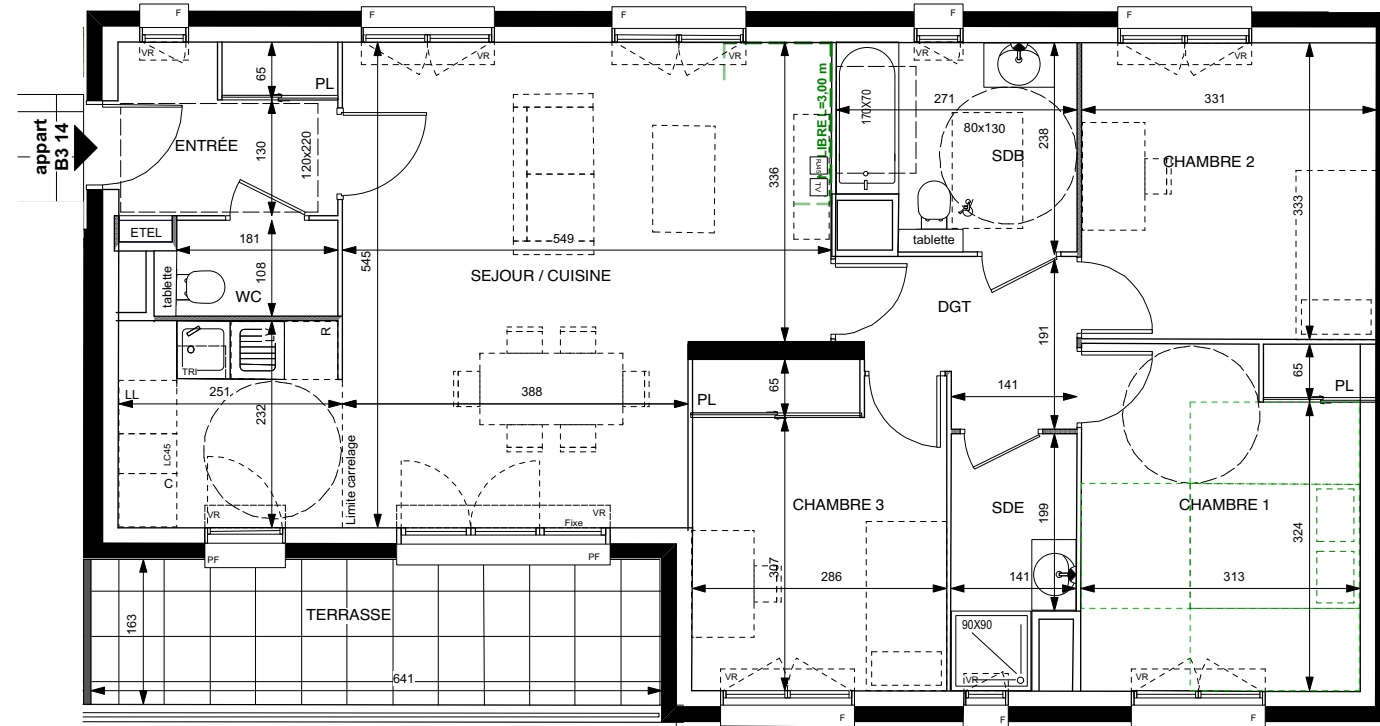 F
F
F
F
F
VR
VR
VR
VR
VR
VR
65
PL
appart
B3 14
ENTRÉE
130
120x220
ETEL
181
108
tablette
WC
545
549
SEJOUR / CUISINE
336
LIBRE L=3,00 m
RJ45
TV
170X70
271
80x130
SDB
238
tablette
331
CHAMBRE 2
333
DGT
191
141
TRI
R
LL
251
232
LC45
C
Limite carrelage
388
VR
PF
VR
Fixe
PF
65
PL
65
PL
CHAMBRE 3
307
286
SDE
199
141
90X90
CHAMBRE 1
324
313
TERRASSE
163
641
VR
F
VR
F
VR
F